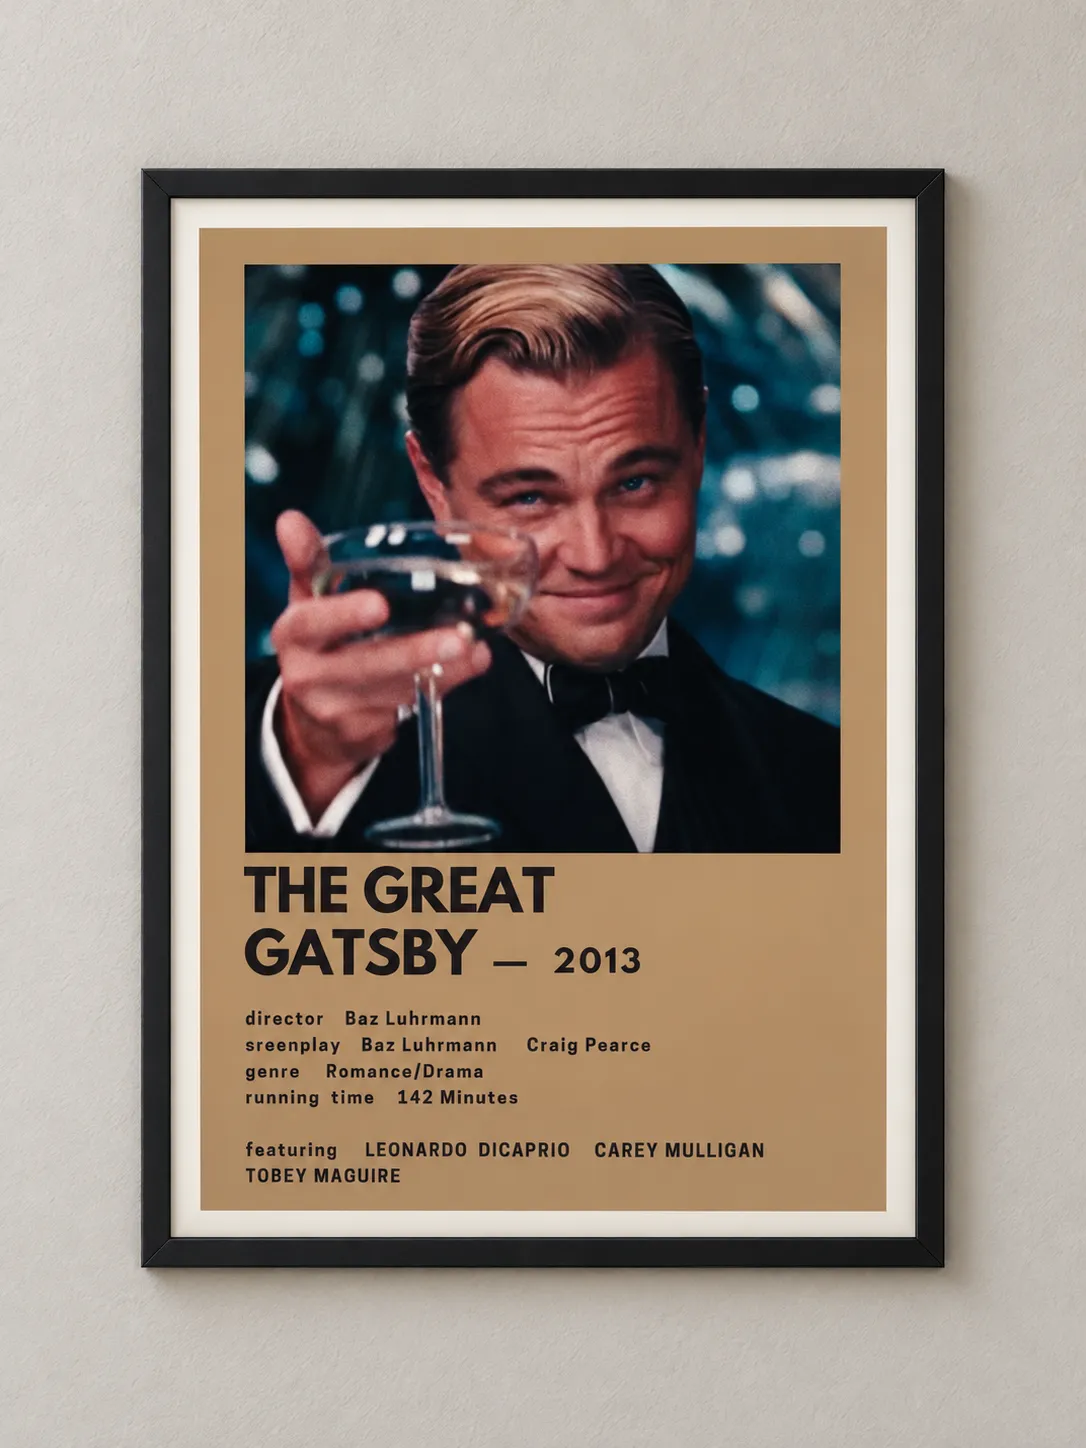 THE GREAT
GATSBY — 2013
director Baz Luhrmann
sreenplay Baz Luhrmann Craig Pearce
genre Romance/Drama
running time 142 Minutes
featuring LEONARDO DICAPRIO CAREY MULLIGAN
TOBEY MAGUIRE